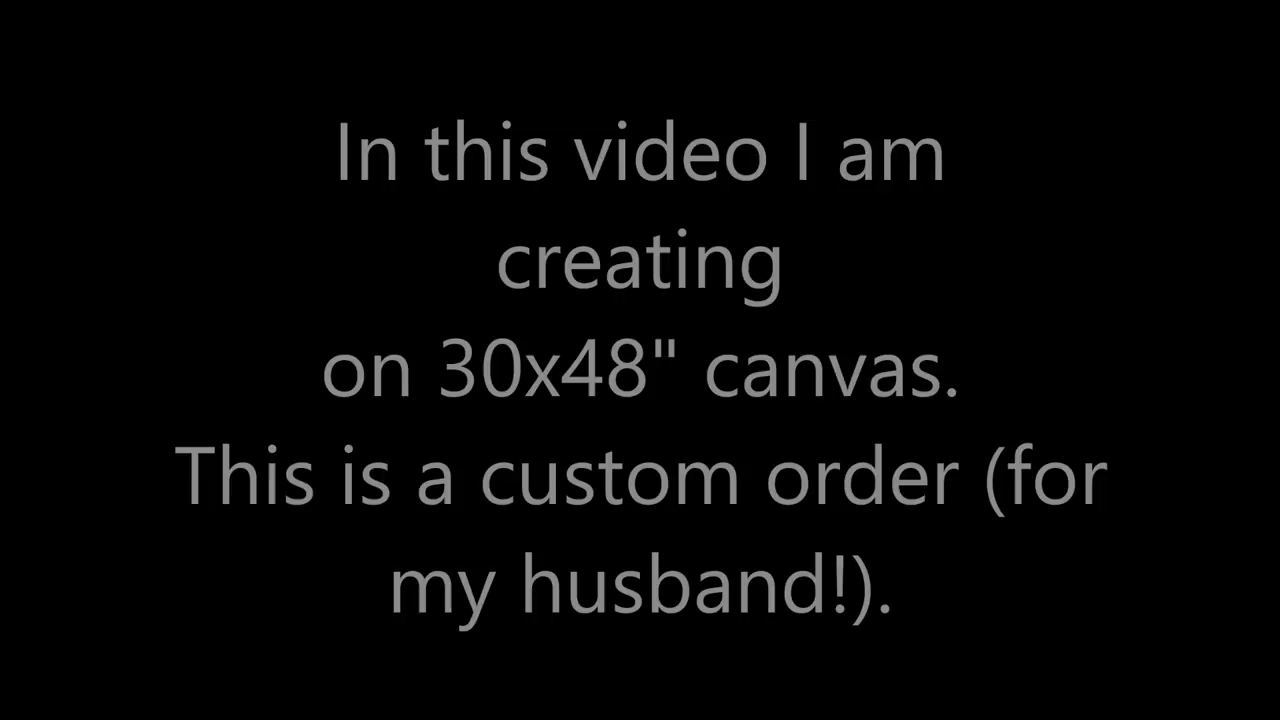 In this video I am
creating
on 30x48" canvas.
This is a custom order (for
my husband!).